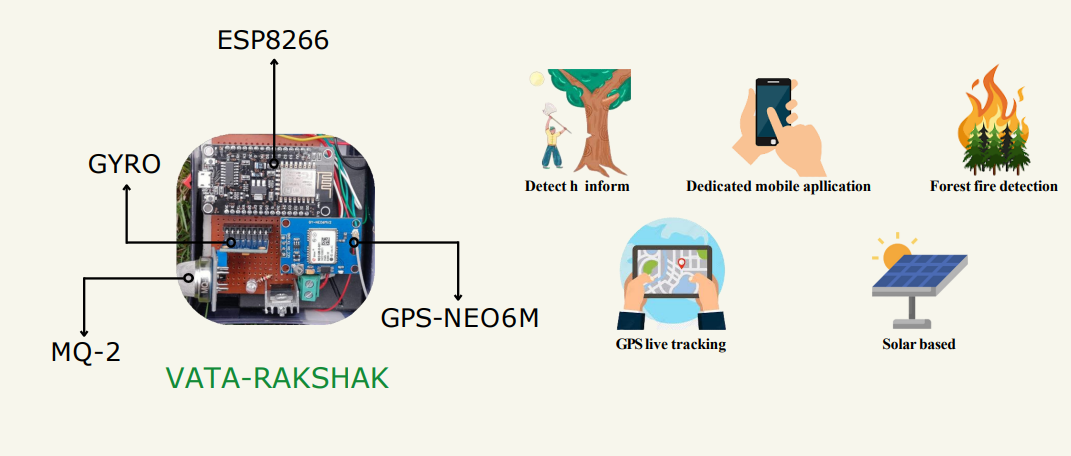 ESP8266
GYRO
MQ-2
GPS-NEO6M
VATA-RAKSHAK
Detect h inform
Dedicated mobile apllication
Forest fire detection
GPS live tracking
Solar based